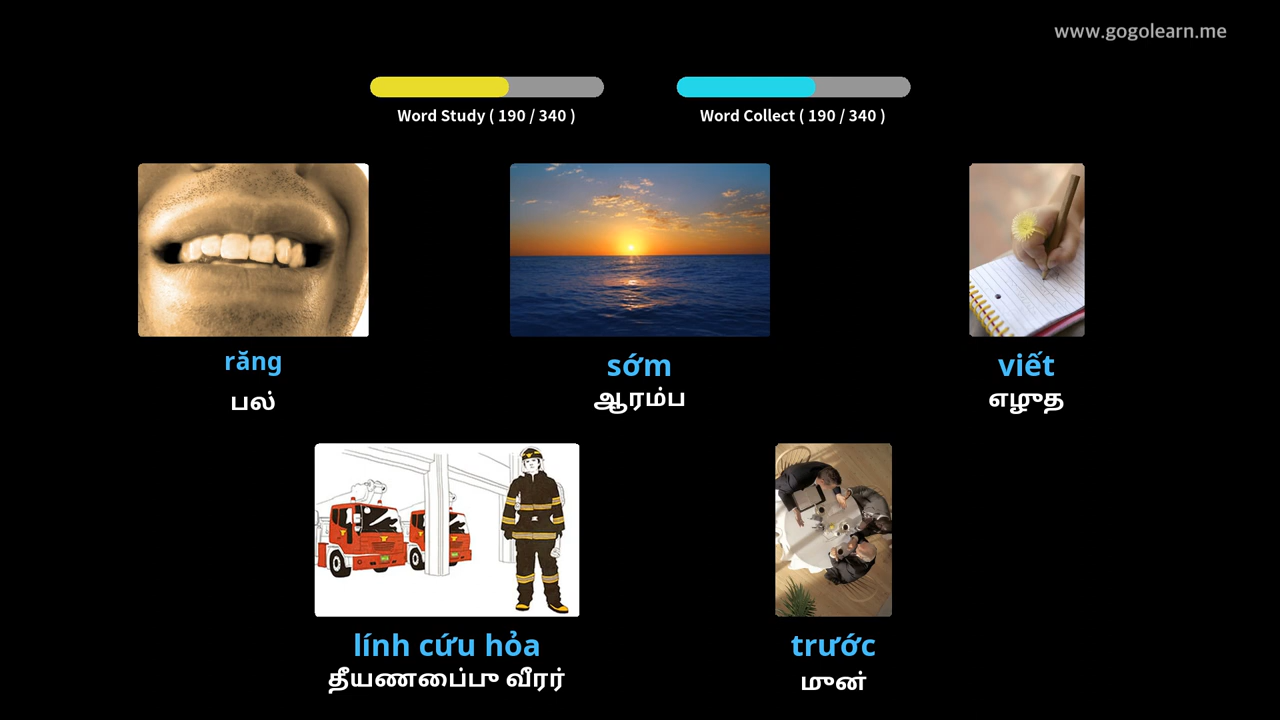 www.gogolearn.me
Word Study ( 190 / 340 )
Word Collect ( 190 / 340 )
răng
பல்
sớm
ஆரம்ப
viết
எழுத
lính cứu hỏa
தீயணைப்பு வீரர்
trước
முன்